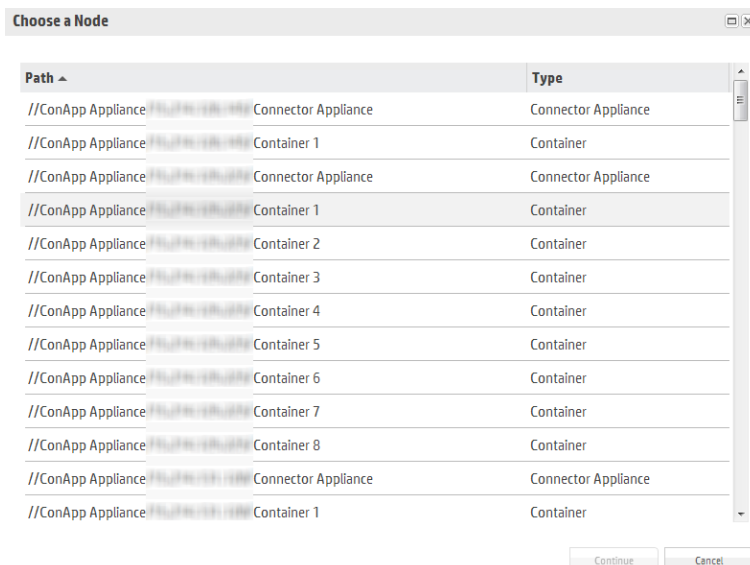 Choose a Node
Path Type
//ConApp Appliance Connector Appliance Connector Appliance
//ConApp Appliance Container 1 Container
//ConApp Appliance Connector Appliance Connector Appliance
//ConApp Appliance Container 1 Container
//ConApp Appliance Container 2 Container
//ConApp Appliance Container 3 Container
//ConApp Appliance Container 4 Container
//ConApp Appliance Container 5 Container
//ConApp Appliance Container 6 Container
//ConApp Appliance Container 7 Container
//ConApp Appliance Container 8 Container
//ConApp Appliance Connector Appliance Connector Appliance
//ConApp Appliance Container 1 Container
Continue Cancel